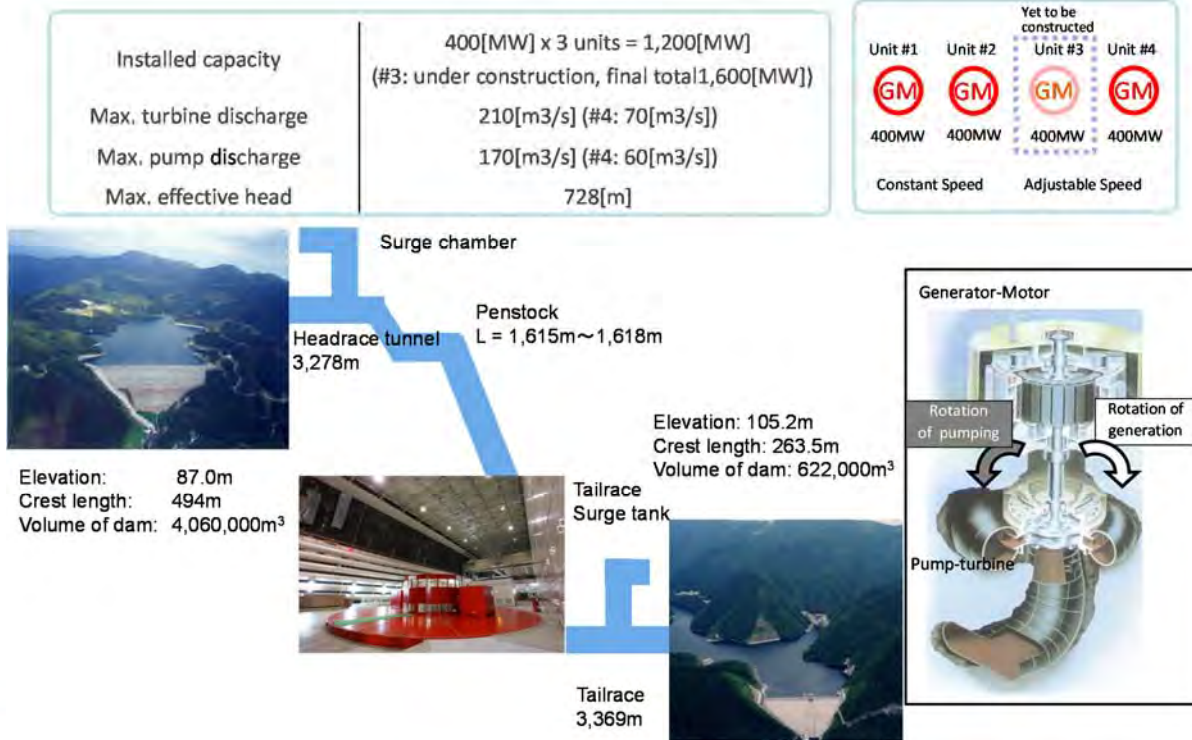 Installed capacity
400[MW] x 3 units = 1,200[MW]
(#3: under construction, final total1,600[MW])
Max. turbine discharge
210[m3/s] (#4: 70[m3/s])
Max. pump discharge
170[m3/s] (#4: 60[m3/s])
Max. effective head
728[m]
Yet to be
constructed
Unit #1
Unit #2
Unit #3
Unit #4
GM
GM
GM
GM
400MW
400MW
400MW
400MW
Constant Speed
Adjustable Speed
Surge chamber
Headrace tunnel
3,278m
Penstock
L = 1,615m～1,618m
Elevation: 87.0m
Crest length: 494m
Volume of dam: 4,060,000m³
Elevation: 105.2m
Crest length: 263.5m
Volume of dam: 622,000m³
Tailrace
Surge tank
Tailrace
3,369m
Generator-Motor
Rotation
of pumping
Rotation of
generation
Pump-turbine